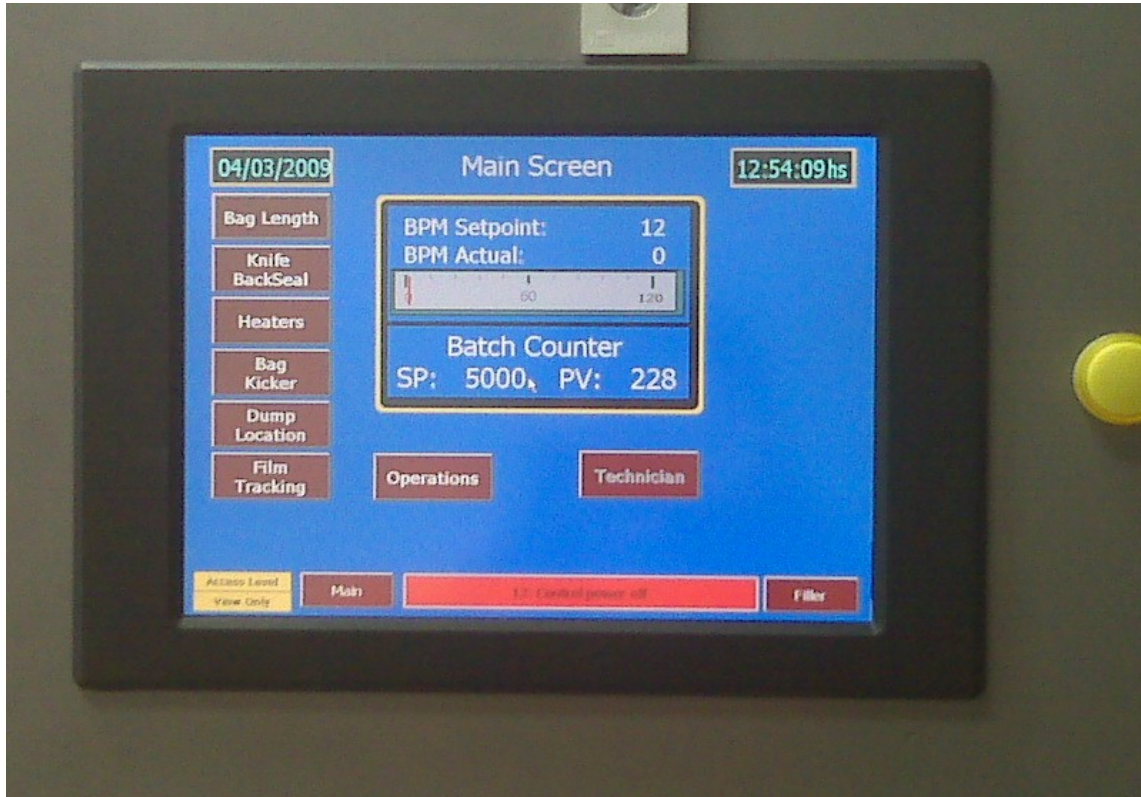 04/03/2009
Main Screen
12:54:09hs
Bag Length
Knife
BackSeal
Heaters
Bag
Kicker
Dump
Location
Film
Tracking
BPM Setpoint: 12
BPM Actual: 0
0 60 120
Batch Counter
SP: 5000 PV: 228
Operations
Technician
Access Level
View Only
Main
12: Control power off
Filler